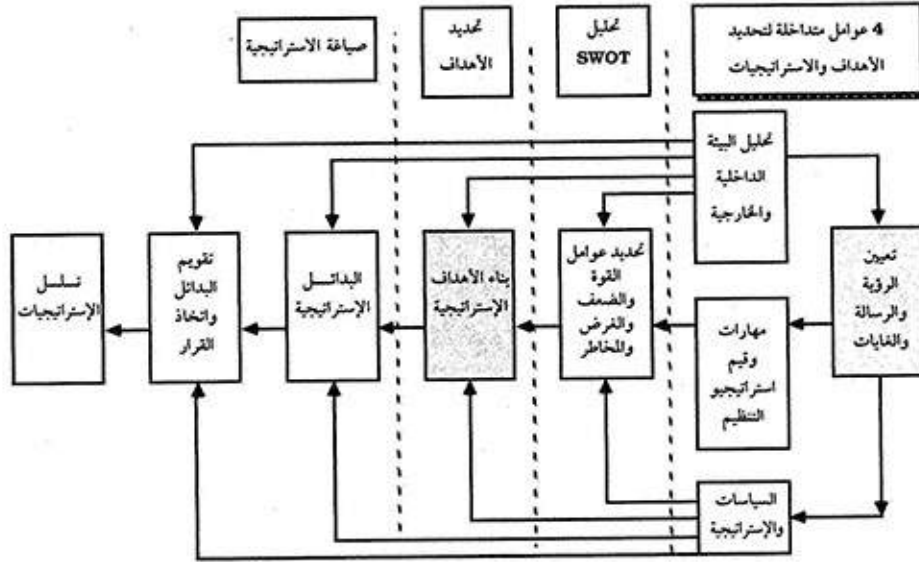 4 عوامل متداخلة لتحديد
الأهداف والاستراتيجيات
تحليل
SWOT
تحديد
الأهداف
صياغة الاستراتيجية
تحليل البيئة
الداخلية
والخارجية
تعيين
الرؤية
والرسالة
والغايات
مهارات
وقيم
استراتيجيو
التنظيم
السياسات
والإستراتيجية
تحديد عوامل
القوة
والضعف
والفرض
والمخاطر
بناء الأهداف
الإستراتيجية
البدائل
الإستراتيجية
تقويم
البدائل
واتخاذ
القرار
تسلسل
الإستراتيجيات